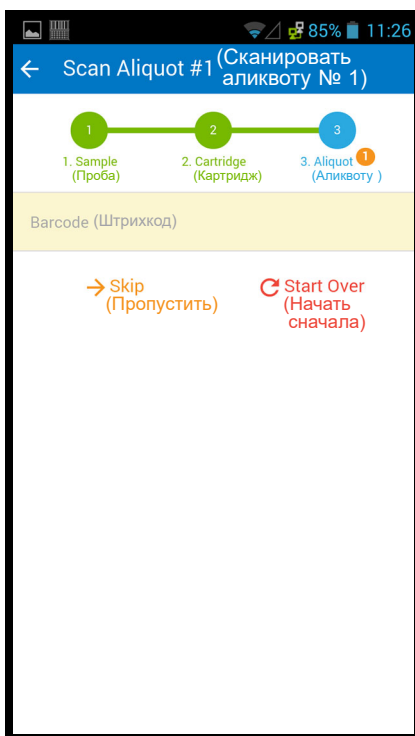 85% 11:26
Scan Aliquot #1 (Сканировать
аликвоту № 1)
1 2 3
1. Sample 2. Cartridge 3. Aliquot 1
(Проба) (Картридж) (Аликвоту )
Barcode (Штрихкод)
Skip Start Over
(Пропустить) (Начать
сначала)